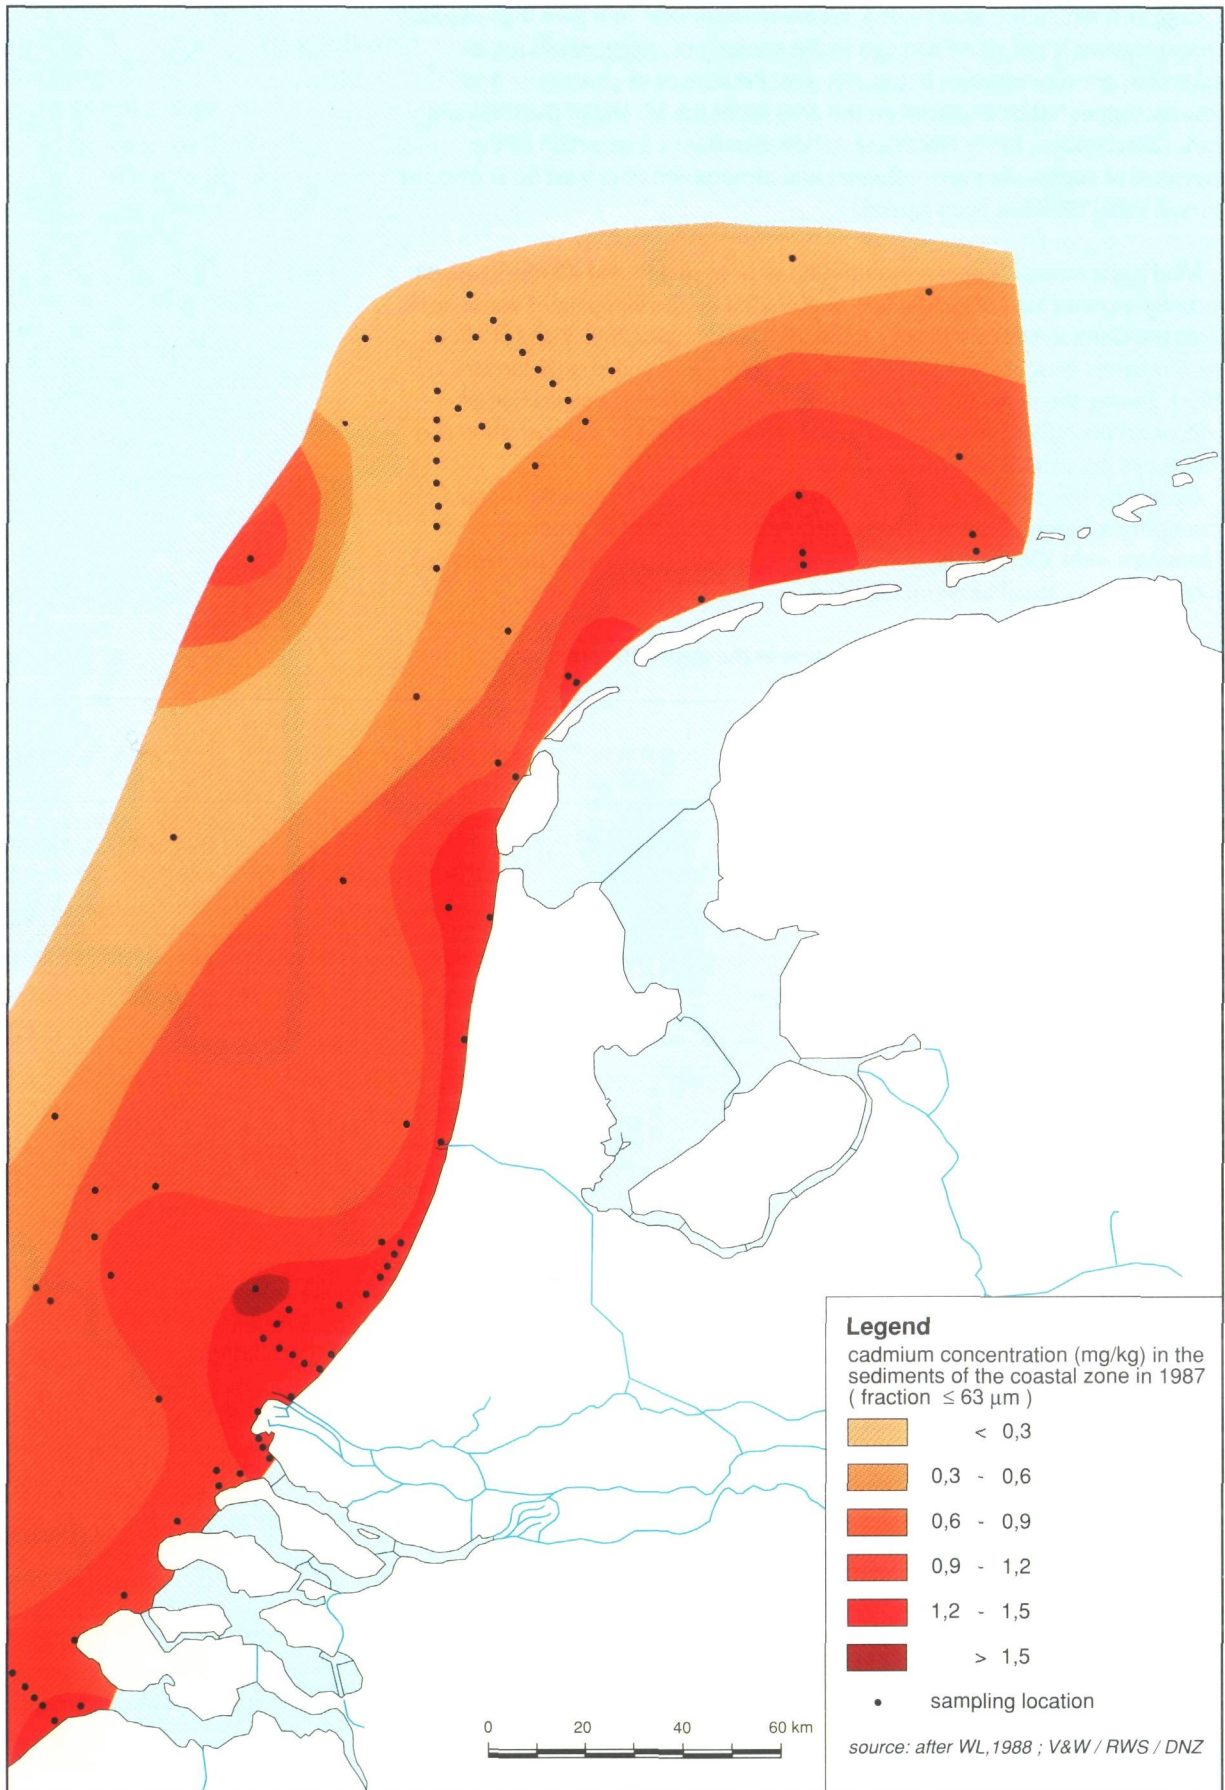 Legend
cadmium concentration (mg/kg) in the
sediments of the coastal zone in 1987
( fraction ≤ 63 µm )
< 0,3
0,3 - 0,6
0,6 - 0,9
0,9 - 1,2
1,2 - 1,5
> 1,5
sampling location
0 20 40 60 km
source: after WL,1988 ; V&W / RWS / DNZ